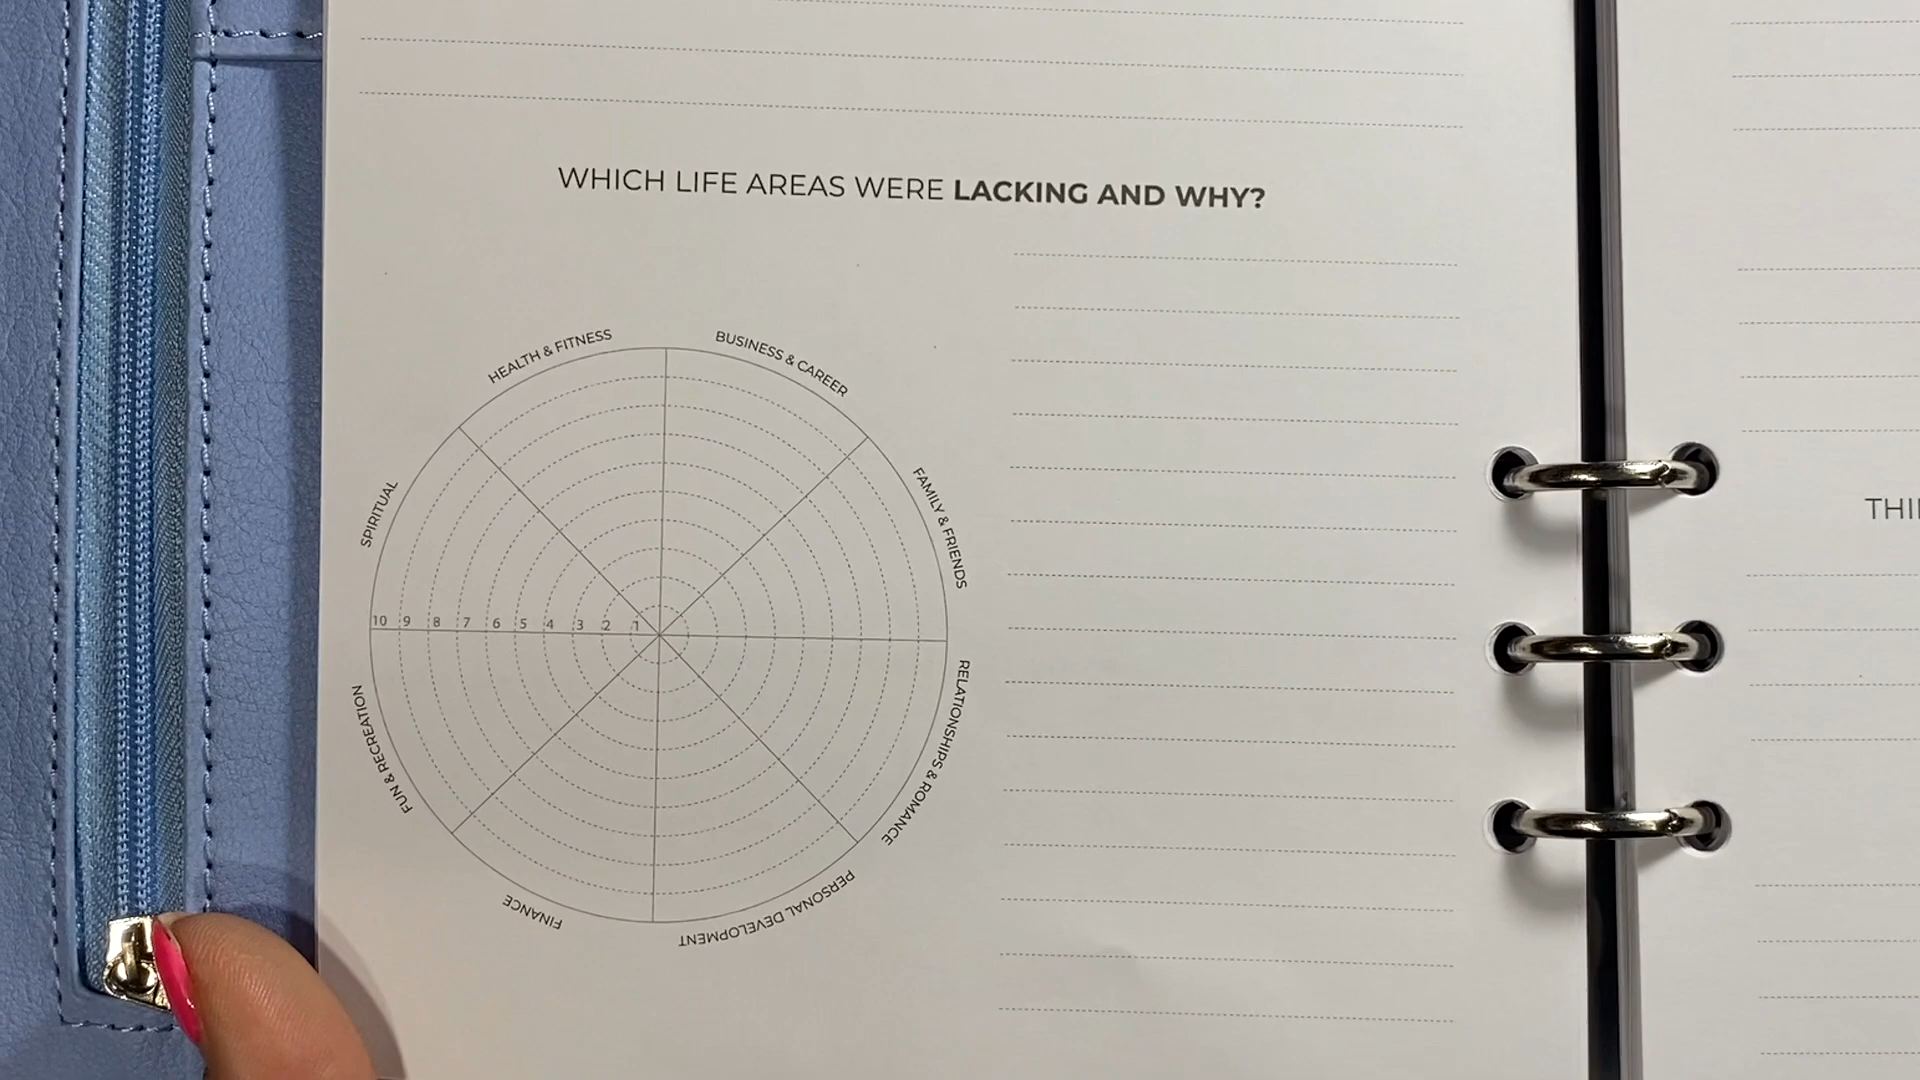 WHICH LIFE AREAS WERE LACKING AND WHY?
HEALTH & FITNESS
BUSINESS & CAREER
SPIRITUAL
FAMILY & FRIENDS
10 9 8 7 6 5 4 3 2 1
FUN & RECREATION
RELATIONSHIPS & ROMANCE
FINANCE
PERSONAL DEVELOPMENT